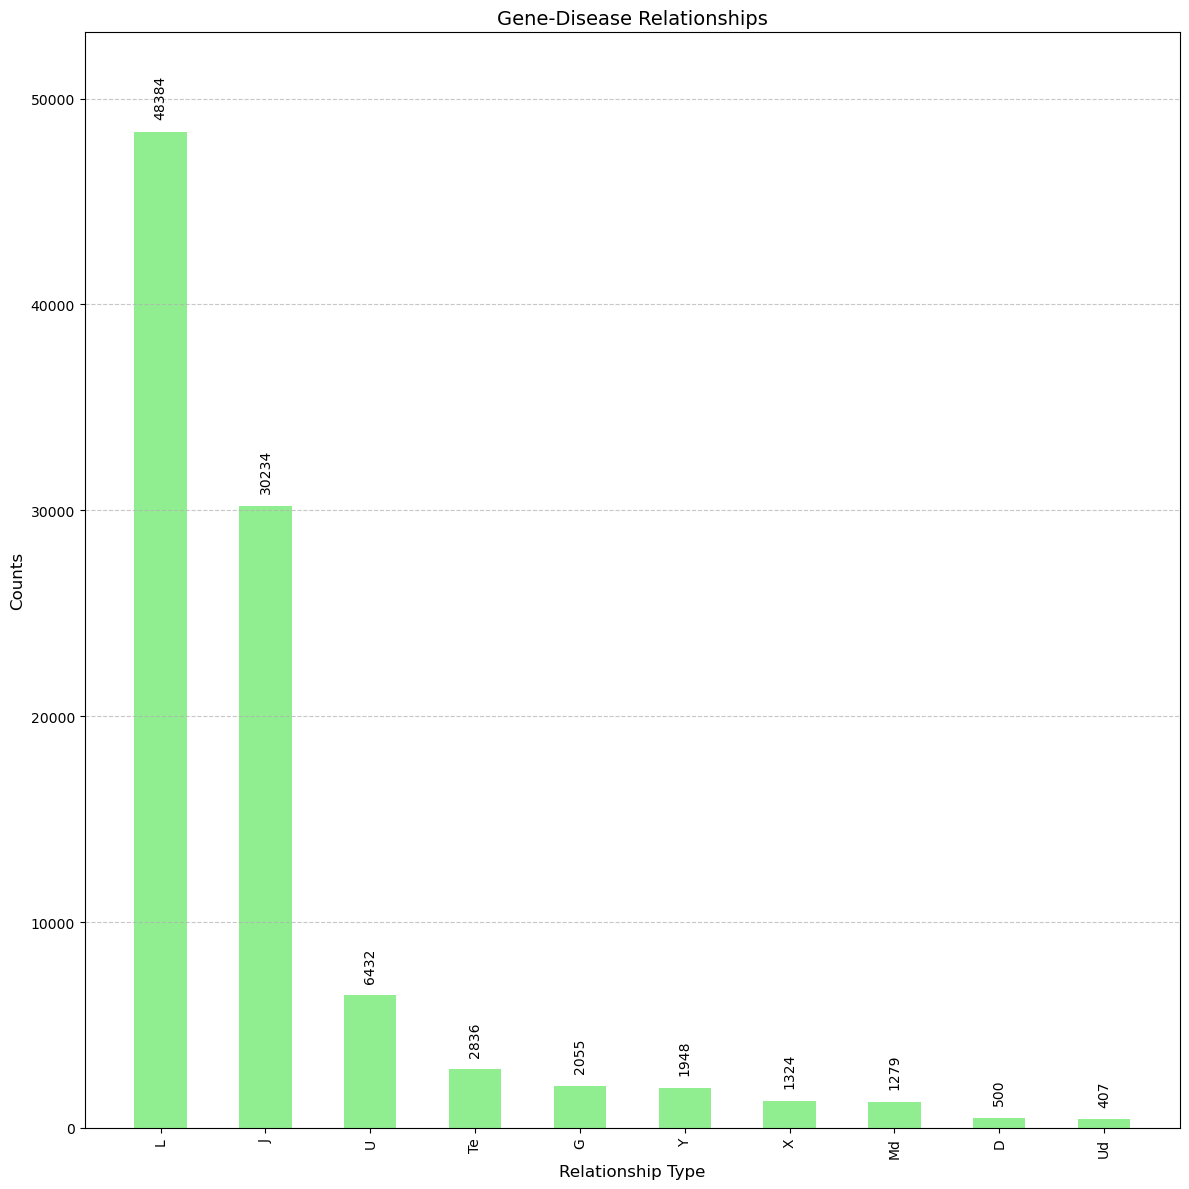 Gene-Disease Relationships
Counts
50000
40000
30000
20000
10000
0
48384
30234
6432
2836
2055
1948
1324
1279
500
407
L
J
U
Te
G
Y
X
Md
D
Ud
Relationship Type